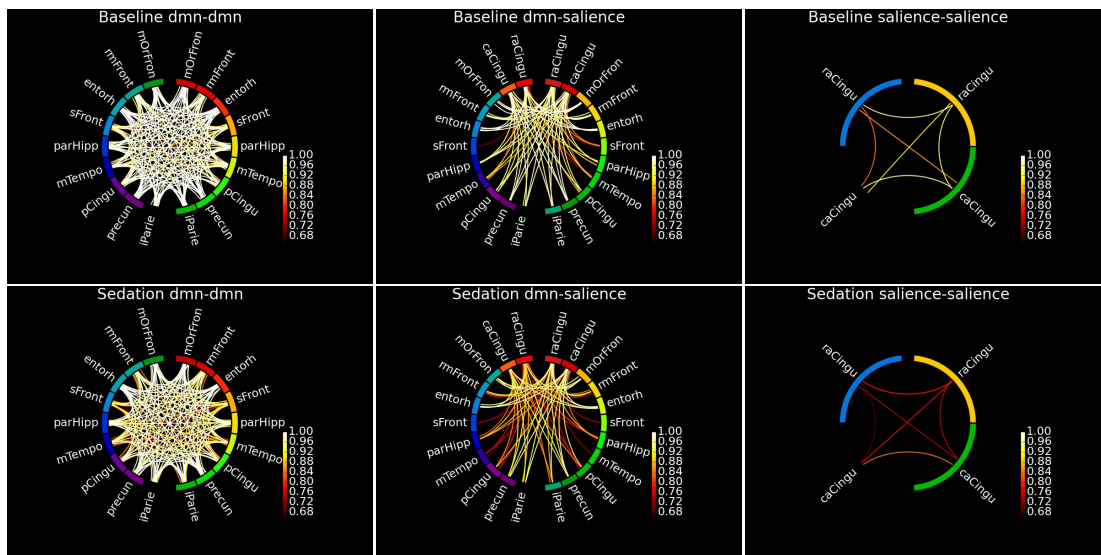 Baseline dmn-dmn
mOrFron
mOrFron
rmFront
rmFront
entorh
entorh
sFront
sFront
parHipp
parHipp
mTempo
mTempo
pCingu
pCingu
precun
precun
iParie
iParie
1.00
0.96
0.92
0.88
0.84
0.80
0.76
0.72
0.68
Baseline dmn-salience
raCingu
raCingu
caCingu
caCingu
mOrFron
mOrFron
rmFront
rmFront
entorh
entorh
sFront
sFront
parHipp
parHipp
mTempo
mTempo
pCingu
pCingu
precun
precun
iParie
iParie
1.00
0.96
0.92
0.88
0.84
0.80
0.76
0.72
0.68
Baseline salience-salience
raCingu
raCingu
caCingu
caCingu
1.00
0.96
0.92
0.88
0.84
0.80
0.76
0.72
0.68
Sedation dmn-dmn
mOrFron
mOrFron
rmFront
rmFront
entorh
entorh
sFront
sFront
parHipp
parHipp
mTempo
mTempo
pCingu
pCingu
precun
precun
iParie
iParie
1.00
0.96
0.92
0.88
0.84
0.80
0.76
0.72
0.68
Sedation dmn-salience
raCingu
raCingu
caCingu
caCingu
mOrFron
mOrFron
rmFront
rmFront
entorh
entorh
sFront
sFront
parHipp
parHipp
mTempo
mTempo
pCingu
pCingu
precun
precun
iParie
iParie
1.00
0.96
0.92
0.88
0.84
0.80
0.76
0.72
0.68
Sedation salience-salience
raCingu
raCingu
caCingu
caCingu
1.00
0.96
0.92
0.88
0.84
0.80
0.76
0.72
0.68